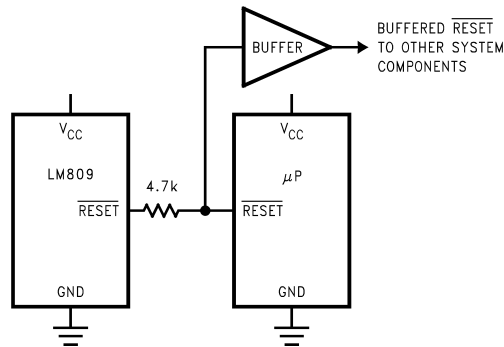 BUFFER
BUFFERED RESET
TO OTHER SYSTEM
COMPONENTS
VCC
LM809
RESET
GND
4.7k
VCC
μP
RESET
GND